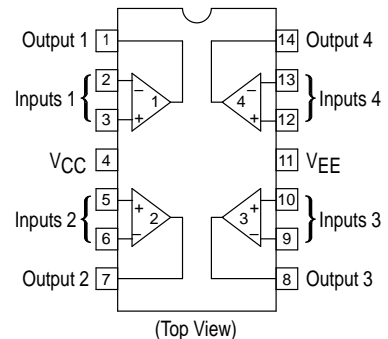 Output 1 1 14 Output 4
2 − − 13
Inputs 1 1 4 Inputs 4
3 + + 12
VCC 4 11 VEE
5 + + 10
Inputs 2 2 3 Inputs 3
6 − − 9
Output 2 7 8 Output 3
(Top View)